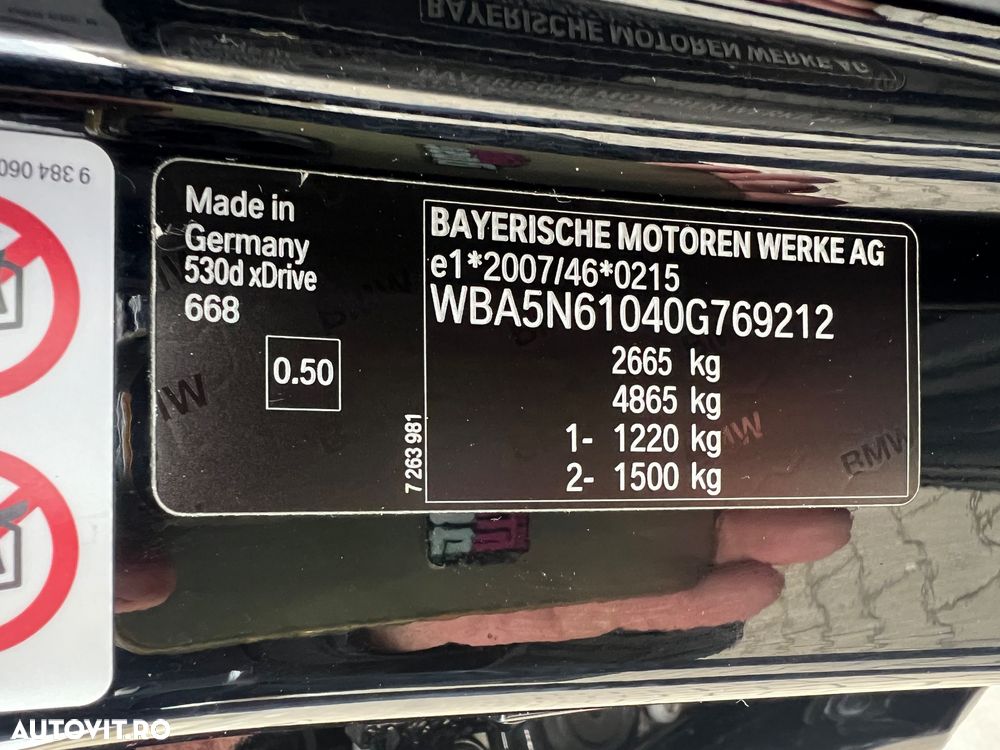 BAYERISCHE MOTOREN WERKE AG
9 384 060
Made in
Germany
530d xDrive
668
0.50
7 263 981
BAYERISCHE MOTOREN WERKE AG
e1*2007/46*0215
WBA5N61040G769212
2665 kg
4865 kg
1- 1220 kg
2- 1500 kg
BMW
BMW
AUTOVIT.RO